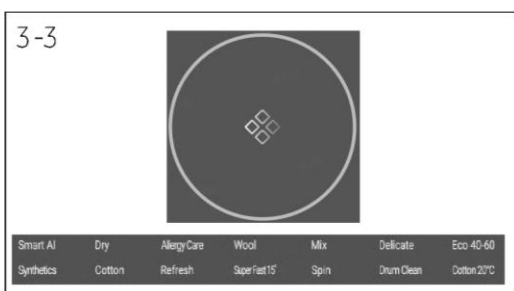 3-3
Smart AI Dry Allergy Care Wool Mix Delicate Eco 40-60
Synthetics Cotton Refresh Super Fast 15' Spin Drum Clean Cotton 20°C